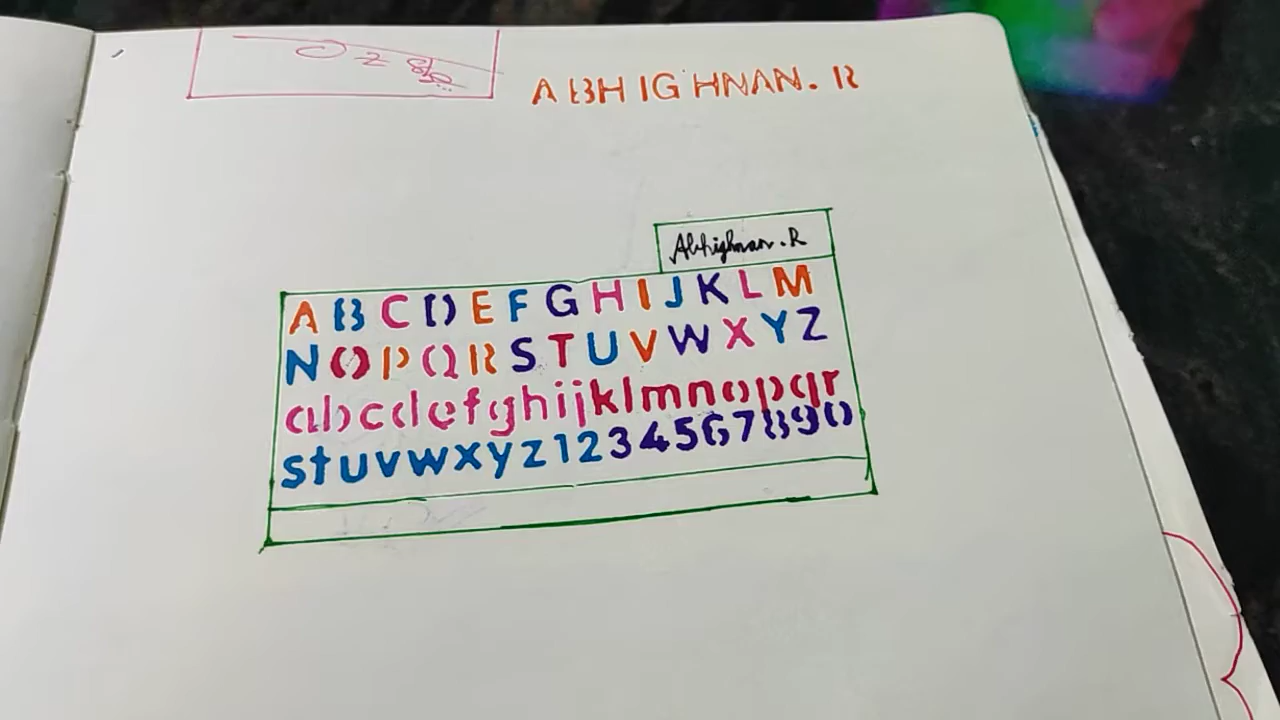 ABHIGHNAN. R
Abhighnan. R
ABCDEFGHIJKLM
NOPQRSTUVWXYZ
abcdefghijklmnopqr
stuvwxyz1234567890